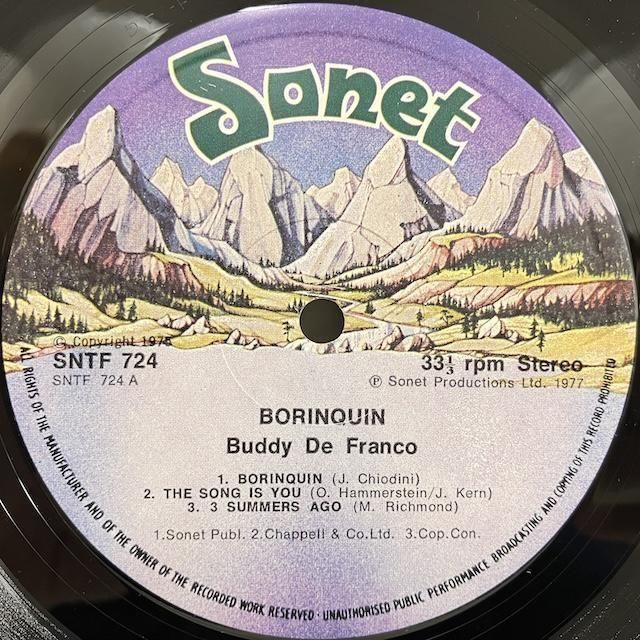 Sonet
© Copyright 1975
SNTF 724
SNTF 724 A
33⅓ rpm Stereo
℗ Sonet Productions Ltd. 1977
BORINQUIN
Buddy De Franco
1. BORINQUIN (J. Chiodini)
2. THE SONG IS YOU (O. Hammerstein/J. Kern)
3. 3 SUMMERS AGO (M. Richmond)
1.Sonet Publ. 2.Chappell & Co.Ltd. 3.Cop.Con.
ALL RIGHTS OF THE MANUFACTURER AND OF THE OWNER OF THE RECORDED WORK RESERVED · UNAUTHORISED PUBLIC PERFORMANCE BROADCASTING AND COPYING OF THIS RECORD PROHIBITED